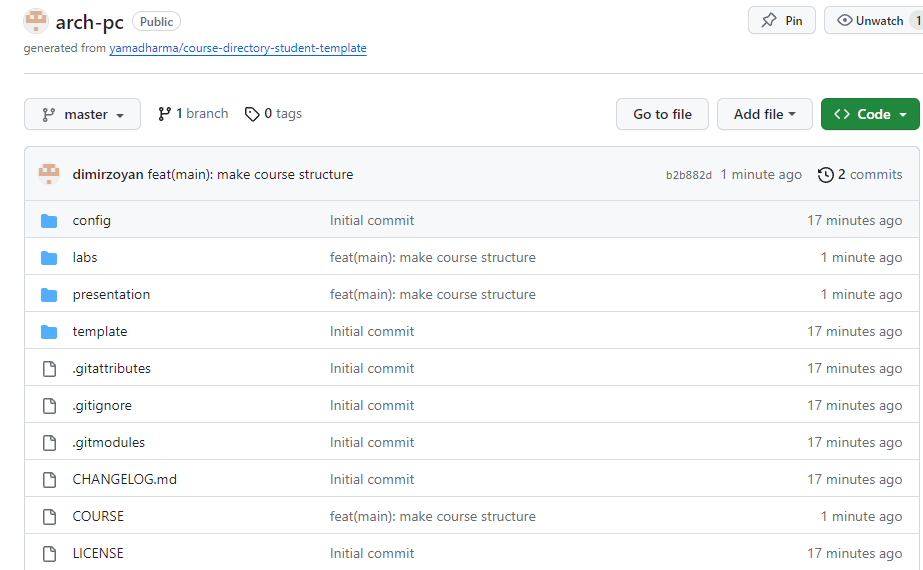 arch-pc Public Pin Unwatch 1
generated from yamadharma/course-directory-student-template
master 1 branch 0 tags Go to file Add file Code
dimirzoyan feat(main): make course structure b2b882d 1 minute ago 2 commits
config Initial commit 17 minutes ago
labs feat(main): make course structure 1 minute ago
presentation feat(main): make course structure 1 minute ago
template Initial commit 17 minutes ago
.gitattributes Initial commit 17 minutes ago
.gitignore Initial commit 17 minutes ago
.gitmodules Initial commit 17 minutes ago
CHANGELOG.md Initial commit 17 minutes ago
COURSE feat(main): make course structure 1 minute ago
LICENSE Initial commit 17 minutes ago